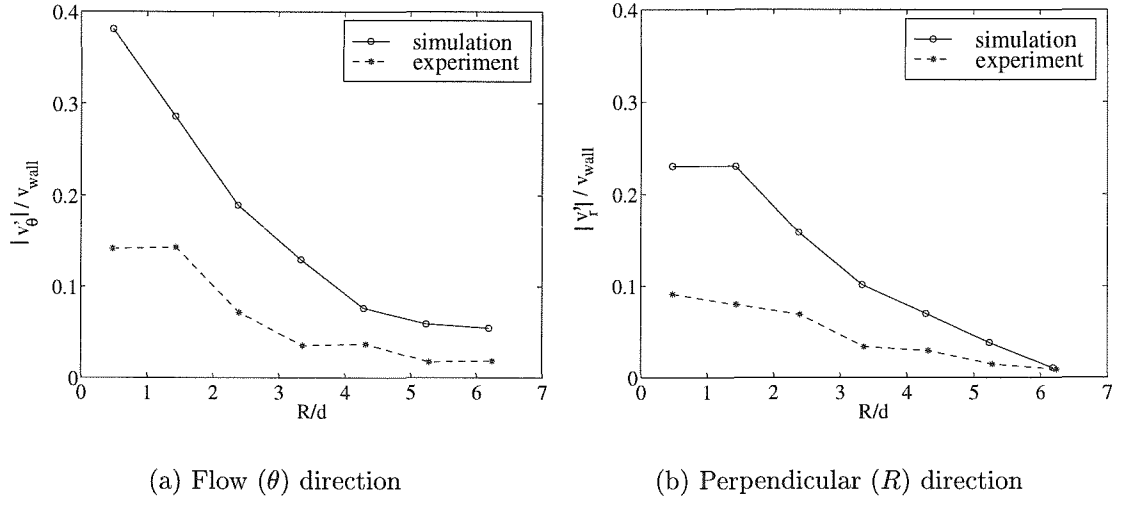 0.4
0.3
0.2
0.1
0
|v'θ| / vwall
simulation
experiment
0 1 2 3 4 5 6 7
R/d
(a) Flow (θ) direction
0.4
0.3
0.2
0.1
0
|v'r| / vwall
simulation
experiment
0 1 2 3 4 5 6 7
R/d
(b) Perpendicular (R) direction